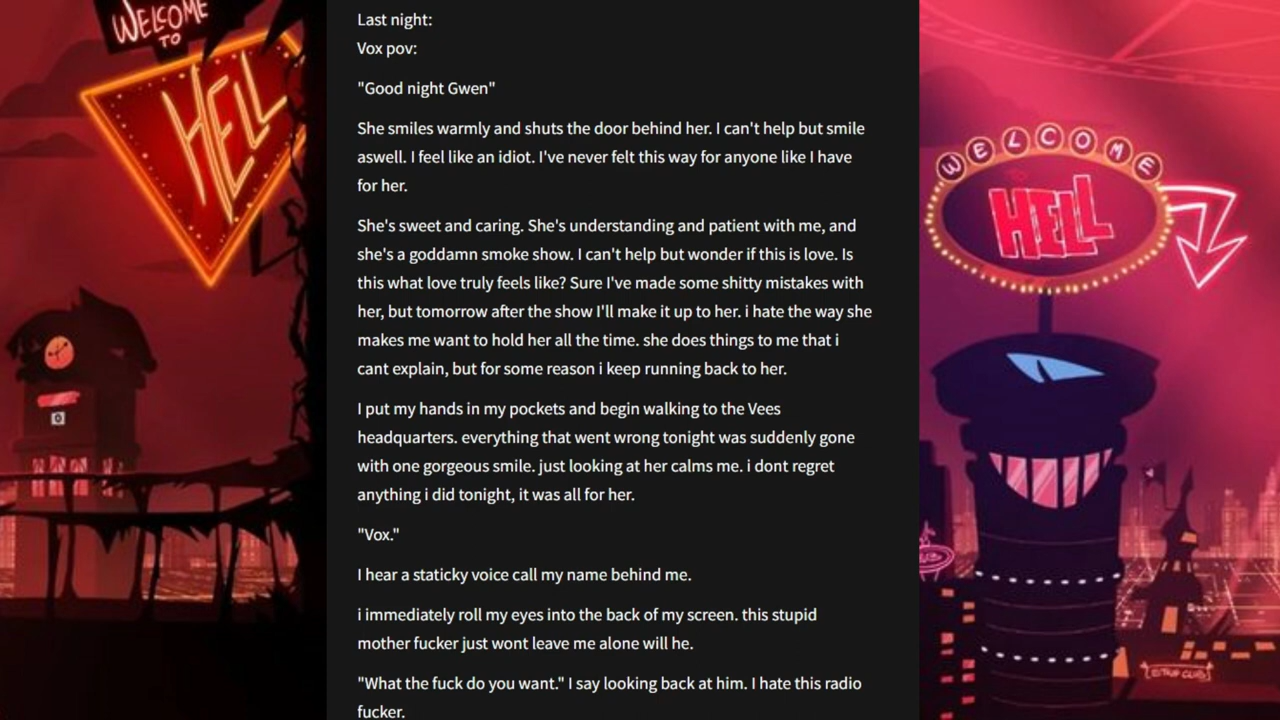 WELCOME
TO
HELL
Last night:
Vox pov:
"Good night Gwen"
She smiles warmly and shuts the door behind her. I can't help but smile
aswell. I feel like an idiot. I've never felt this way for anyone like I have
for her.
She's sweet and caring. She's understanding and patient with me, and
she's a goddamn smoke show. I can't help but wonder if this is love. Is
this what love truly feels like? Sure I've made some shitty mistakes with
her, but tomorrow after the show I'll make it up to her. i hate the way she
makes me want to hold her all the time. she does things to me that i
cant explain, but for some reason i keep running back to her.
I put my hands in my pockets and begin walking to the Vees
headquarters. everything that went wrong tonight was suddenly gone
with one gorgeous smile. just looking at her calms me. i dont regret
anything i did tonight, it was all for her.
"Vox."
I hear a staticky voice call my name behind me.
i immediately roll my eyes into the back of my screen. this stupid
mother fucker just wont leave me alone will he.
"What the fuck do you want." I say looking back at him. I hate this radio
fucker.
WELCOME
HELL